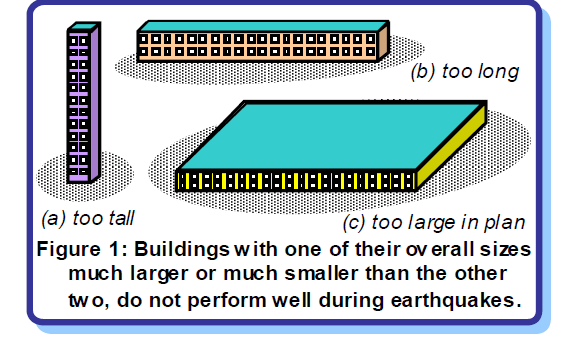 (b) too long
(a) too tall
(c) too large in plan
Figure 1: Buildings with one of their overall sizes
much larger or much smaller than the other
two, do not perform well during earthquakes.